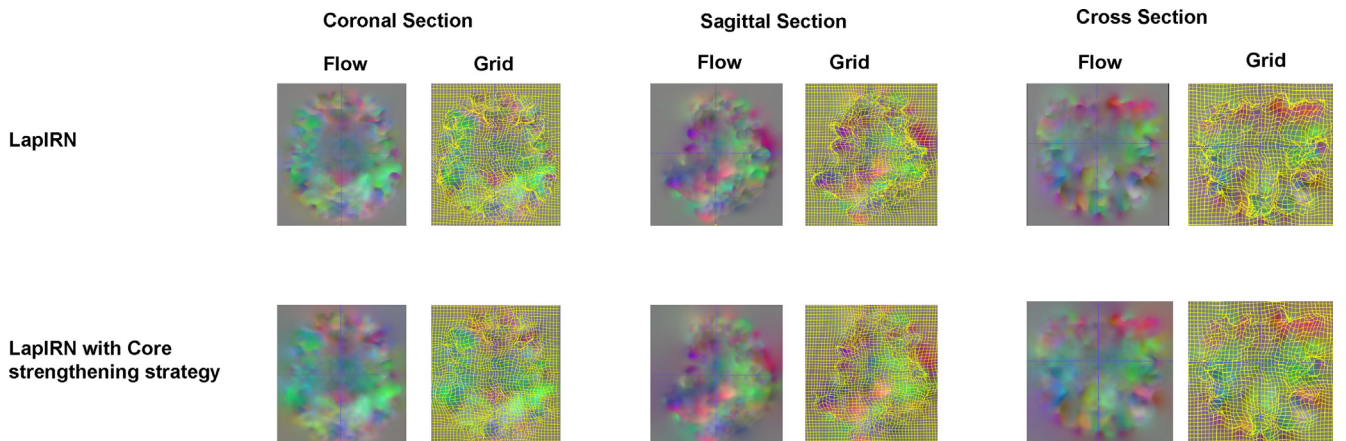 Coronal Section
Sagittal Section
Cross Section
Flow
Grid
Flow
Grid
Flow
Grid
LapIRN
LapIRN with Core
strengthening strategy